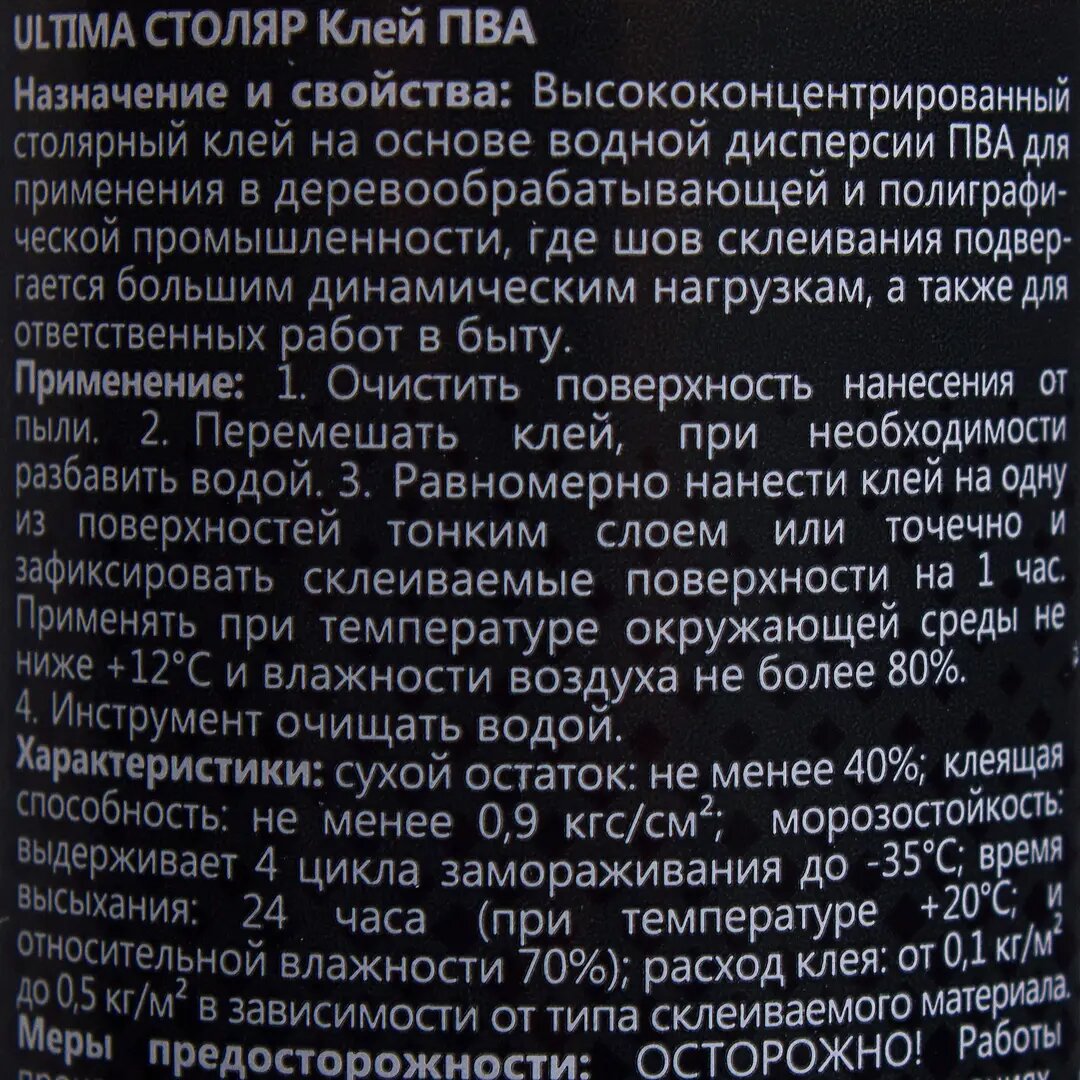 ULTIMA СТОЛЯР Клей ПВА
Назначение и свойства: Высококонцентрированный
столярный клей на основе водной дисперсии ПВА для
применения в деревообрабатывающей и полиграфи-
ческой промышленности, где шов склеивания подвер-
гается большим динамическим нагрузкам, а также для
ответственных работ в быту.
Применение: 1. Очистить поверхность нанесения от
пыли. 2. Перемешать клей, при необходимости
разбавить водой. 3. Равномерно нанести клей на одну
из поверхностей тонким слоем или точечно и
зафиксировать склеиваемые поверхности на 1 час.
Применять при температуре окружающей среды не
ниже +12°С и влажности воздуха не более 80%.
4. Инструмент очищать водой.
Характеристики: сухой остаток: не менее 40%; клеящая
способность: не менее 0,9 кгс/см²; морозостойкость:
выдерживает 4 цикла замораживания до -35°С; время
высыхания: 24 часа (при температуре +20°С; и
относительной влажности 70%); расход клея: от 0,1 кг/м²
до 0,5 кг/м² в зависимости от типа склеиваемого материала.
Меры предосторожности: ОСТОРОЖНО! Работы